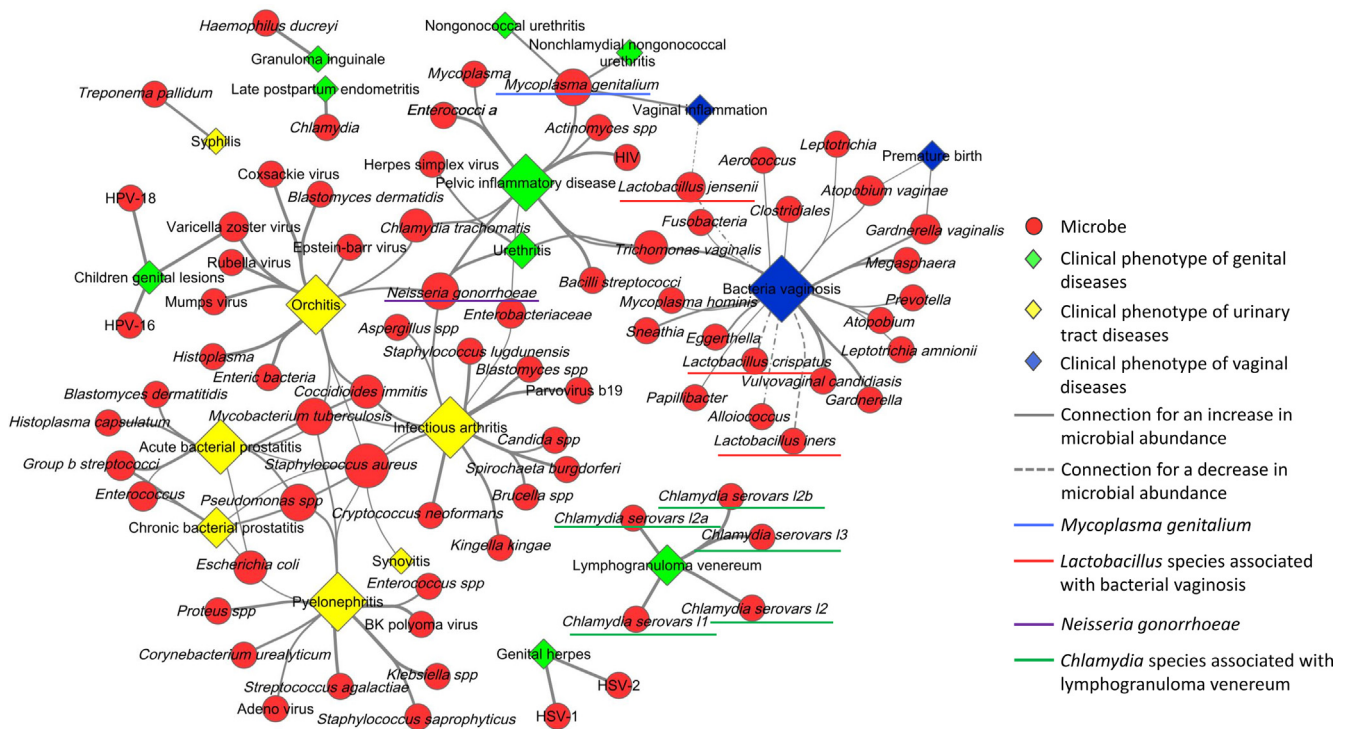 Haemophilus ducreyi
Granuloma inguinale
Late postpartum endometritis
Chlamydia
Treponema pallidum
Syphilis
Nongonococcal urethritis
Nonchlamydial nongonococcal
urethritis
Mycoplasma
Mycoplasma genitalium
Enterococci a
Actinomyces spp
Vaginal inflammation
HIV
Herpes simplex virus
Pelvic inflammatory disease
Lactobacillus jensenii
Aerococcus
Leptotrichia
Premature birth
Atopobium vaginae
Clostridiales
Fusobacteria
Gardnerella vaginalis
Coxsackie virus
Blastomyces dermatidis
HPV-18
Varicella zoster virus
Chlamydia trachomatis
Epstein-barr virus
Urethritis
Trichomonas vaginalis
Rubella virus
Children genital lesions
Megasphaera
Bacilli streptococci
Bacteria vaginosis
Mumps virus
Orchitis
Neisseria gonorrhoeae
Mycoplasma hominis
Prevotella
Enterobacteriaceae
HPV-16
Aspergillus spp
Sneathia
Atopobium
Eggerthella
Leptotrichia amnionii
Histoplasma
Staphylococcus lugdunensis
Lactobacillus crispatus
Enteric bacteria
Blastomyces spp
Vulvovaginal candidiasis
Coccidioides immitis
Parvovirus b19
Papillibacter
Gardnerella
Blastomyces dermatitidis
Mycobacterium tuberculosis
Alloiococcus
Histoplasma capsulatum
Infectious arthritis
Lactobacillus iners
Acute bacterial prostatitis
Candida spp
Group b streptococci
Staphylococcus aureus
Spirochaeta burgdorferi
Enterococcus
Pseudomonas spp
Brucella spp
Cryptococcus neoformans
Chronic bacterial prostatitis
Kingella kingae
Chlamydia serovars l2b
Chlamydia serovars l2a
Chlamydia serovars l3
Escherichia coli
Synovitis
Lymphogranuloma venereum
Enterococcus spp
Pyelonephritis
Proteus spp
BK polyoma virus
Chlamydia serovars l2
Chlamydia serovars l1
Corynebacterium urealyticum
Genital herpes
Klebsiella spp
Streptococcus agalactiae
HSV-2
Adeno virus
Staphylococcus saprophyticus
HSV-1
Microbe
Clinical phenotype of genital
diseases
Clinical phenotype of urinary
tract diseases
Clinical phenotype of vaginal
diseases
Connection for an increase in
microbial abundance
Connection for a decrease in
microbial abundance
Mycoplasma genitalium
Lactobacillus species associated
with bacterial vaginosis
Neisseria gonorrhoeae
Chlamydia species associated with
lymphogranuloma venereum